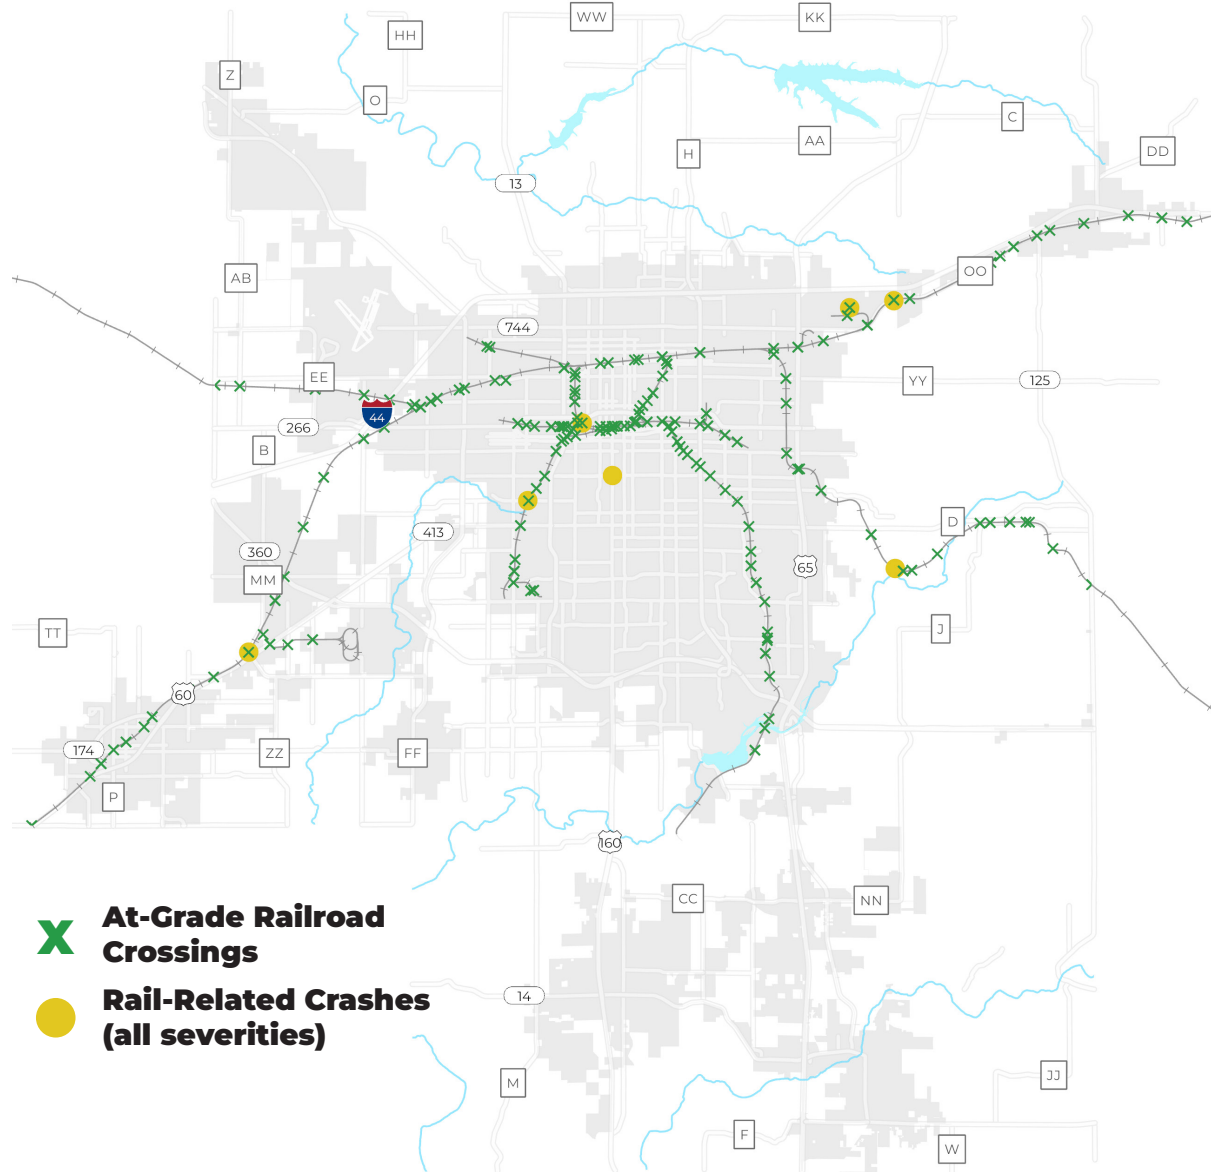 WW
KK
HH
Z
O
C
AA
H
DD
13
OO
AB
744
EE
YY
125
44
266
B
D
413
360
65
MM
TT
J
60
174
ZZ
FF
P
160
CC
NN
At-Grade Railroad
Crossings
14
Rail-Related Crashes
(all severities)
JJ
M
F
W